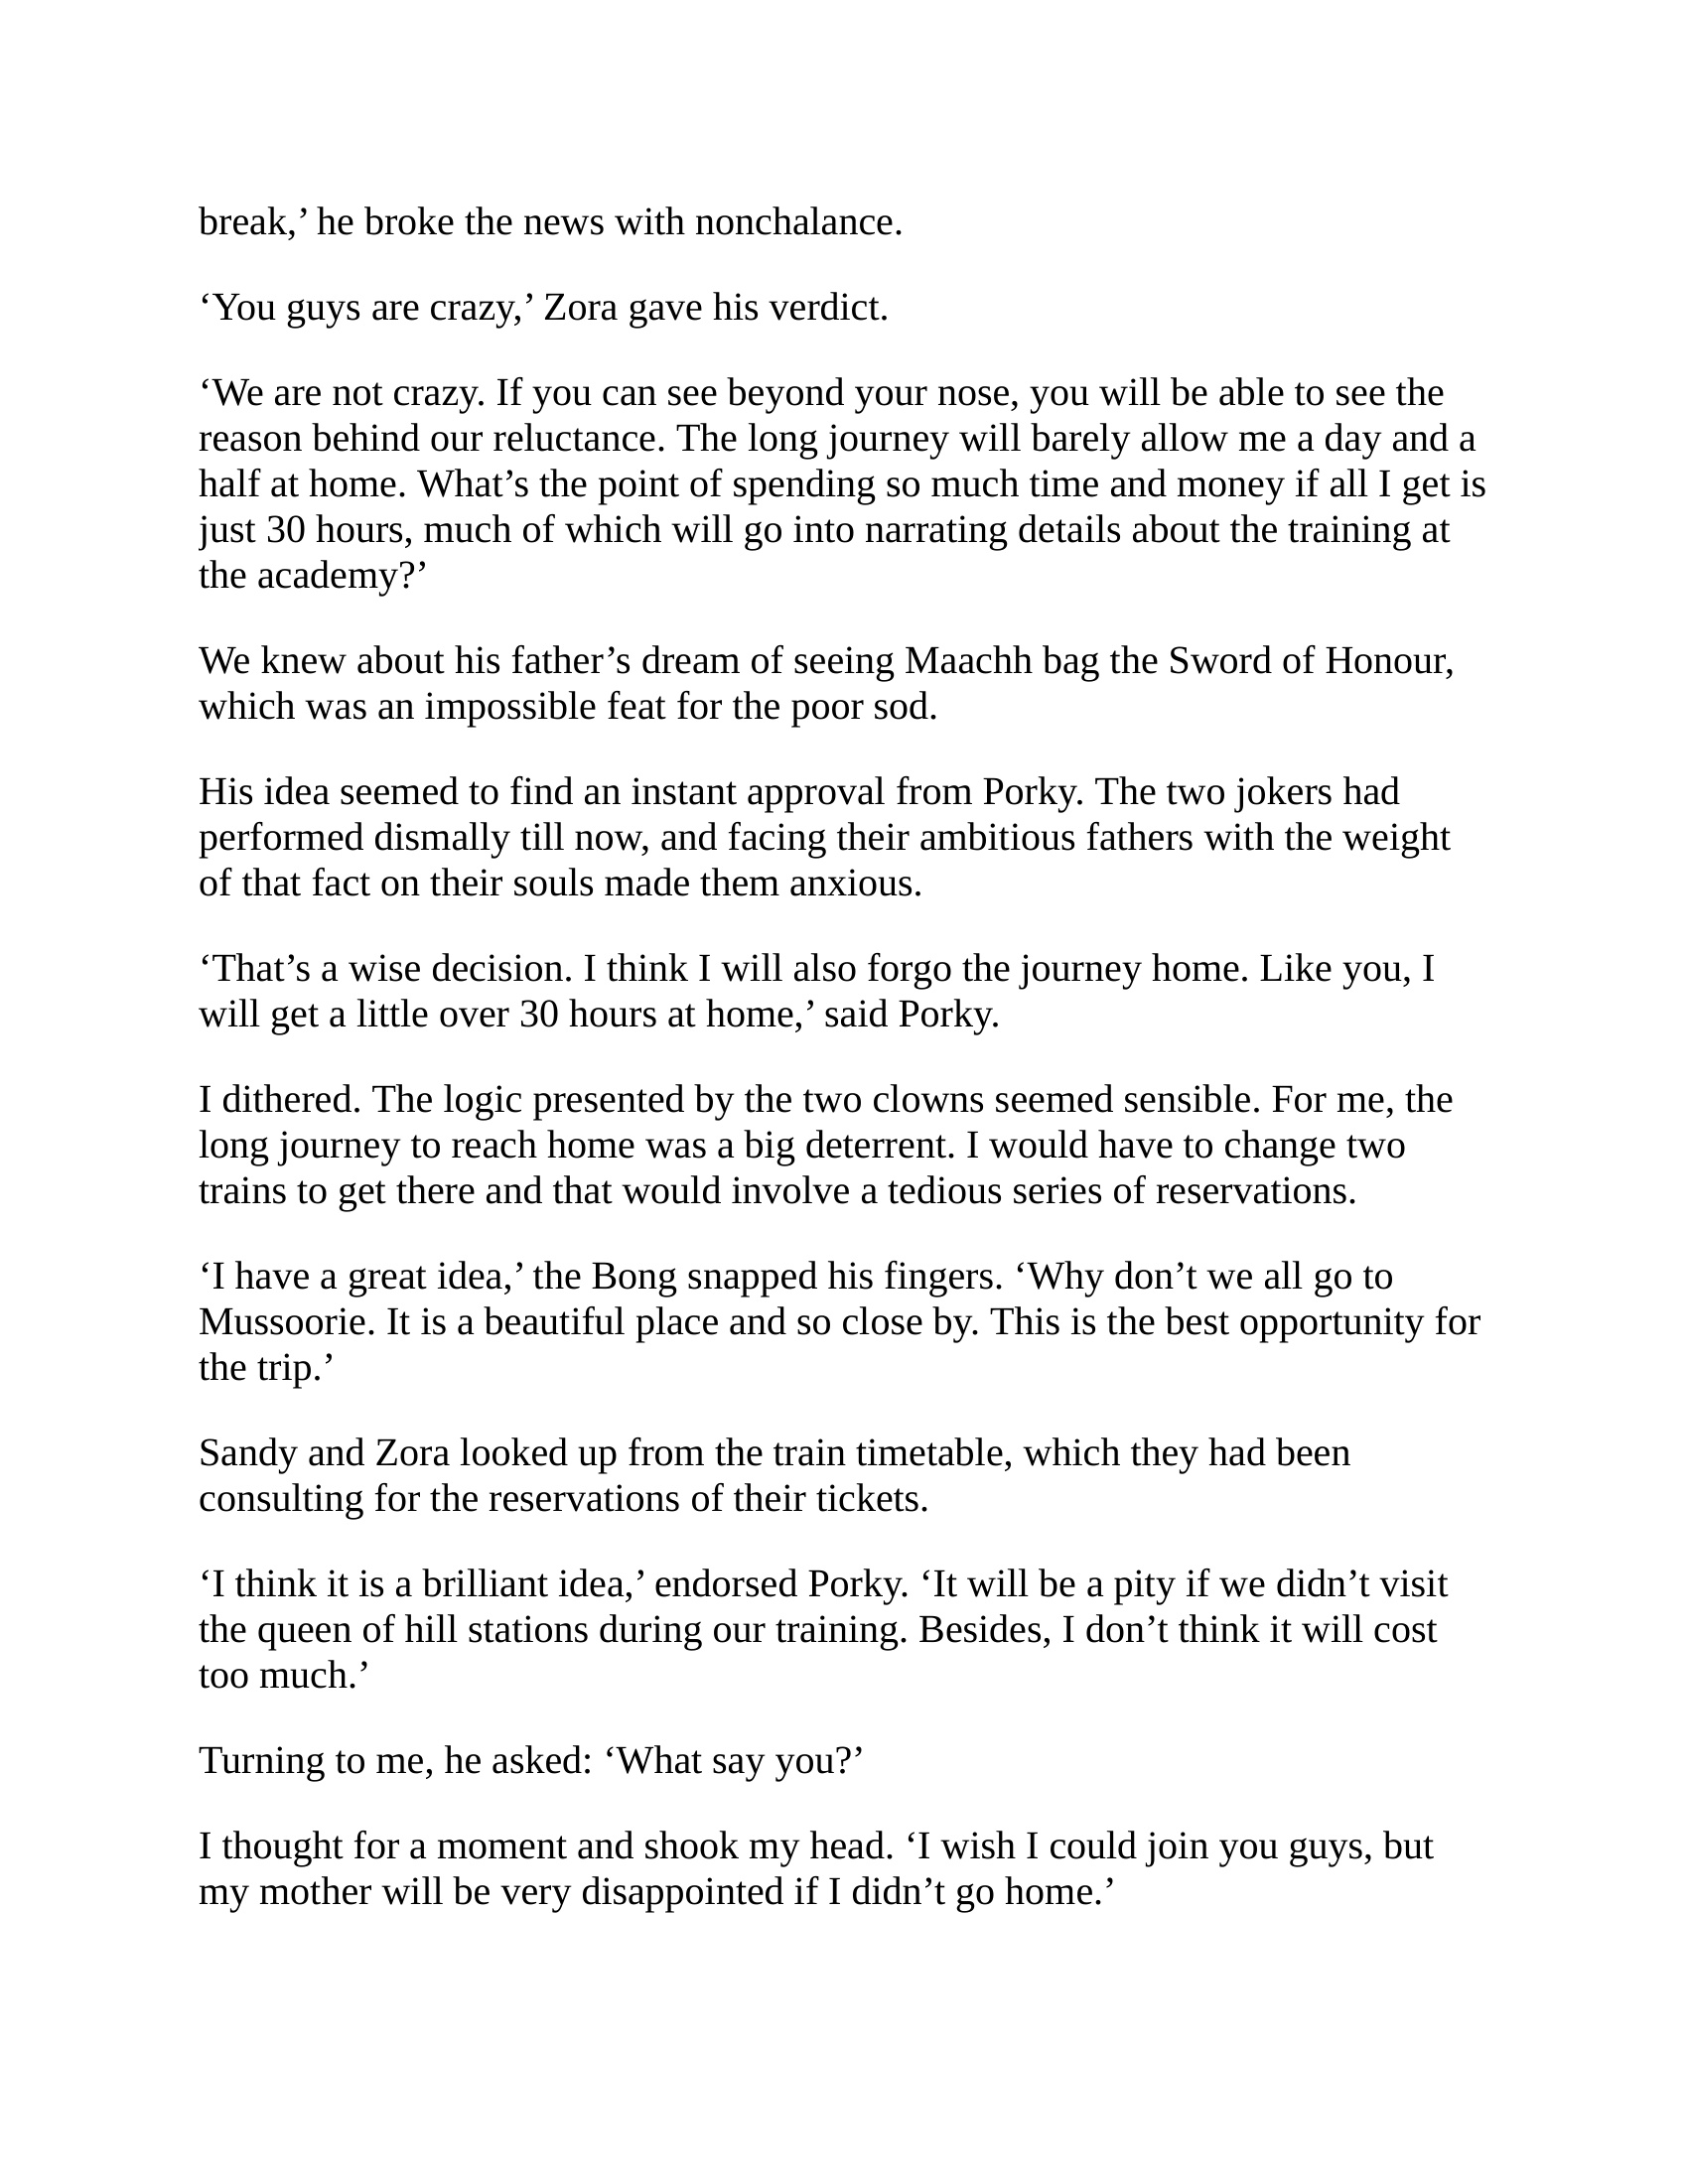 break,’ he broke the news with nonchalance.
‘You guys are crazy,’ Zora gave his verdict.
‘We are not crazy. If you can see beyond your nose, you will be able to see the
reason behind our reluctance. The long journey will barely allow me a day and a
half at home. What’s the point of spending so much time and money if all I get is
just 30 hours, much of which will go into narrating details about the training at
the academy?’
We knew about his father’s dream of seeing Maachh bag the Sword of Honour,
which was an impossible feat for the poor sod.
His idea seemed to find an instant approval from Porky. The two jokers had
performed dismally till now, and facing their ambitious fathers with the weight
of that fact on their souls made them anxious.
‘That’s a wise decision. I think I will also forgo the journey home. Like you, I
will get a little over 30 hours at home,’ said Porky.
I dithered. The logic presented by the two clowns seemed sensible. For me, the
long journey to reach home was a big deterrent. I would have to change two
trains to get there and that would involve a tedious series of reservations.
‘I have a great idea,’ the Bong snapped his fingers. ‘Why don’t we all go to
Mussoorie. It is a beautiful place and so close by. This is the best opportunity for
the trip.’
Sandy and Zora looked up from the train timetable, which they had been
consulting for the reservations of their tickets.
‘I think it is a brilliant idea,’ endorsed Porky. ‘It will be a pity if we didn’t visit
the queen of hill stations during our training. Besides, I don’t think it will cost
too much.’
Turning to me, he asked: ‘What say you?’
I thought for a moment and shook my head. ‘I wish I could join you guys, but
my mother will be very disappointed if I didn’t go home.’